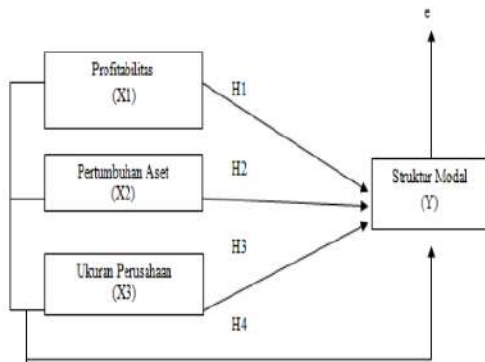 e
Profitabilitas
(X1)
H1
Pertumbuhan Aset
(X2)
H2
Struktur Modal
(Y)
H3
Ukuran Perusahaan
(X3)
H4